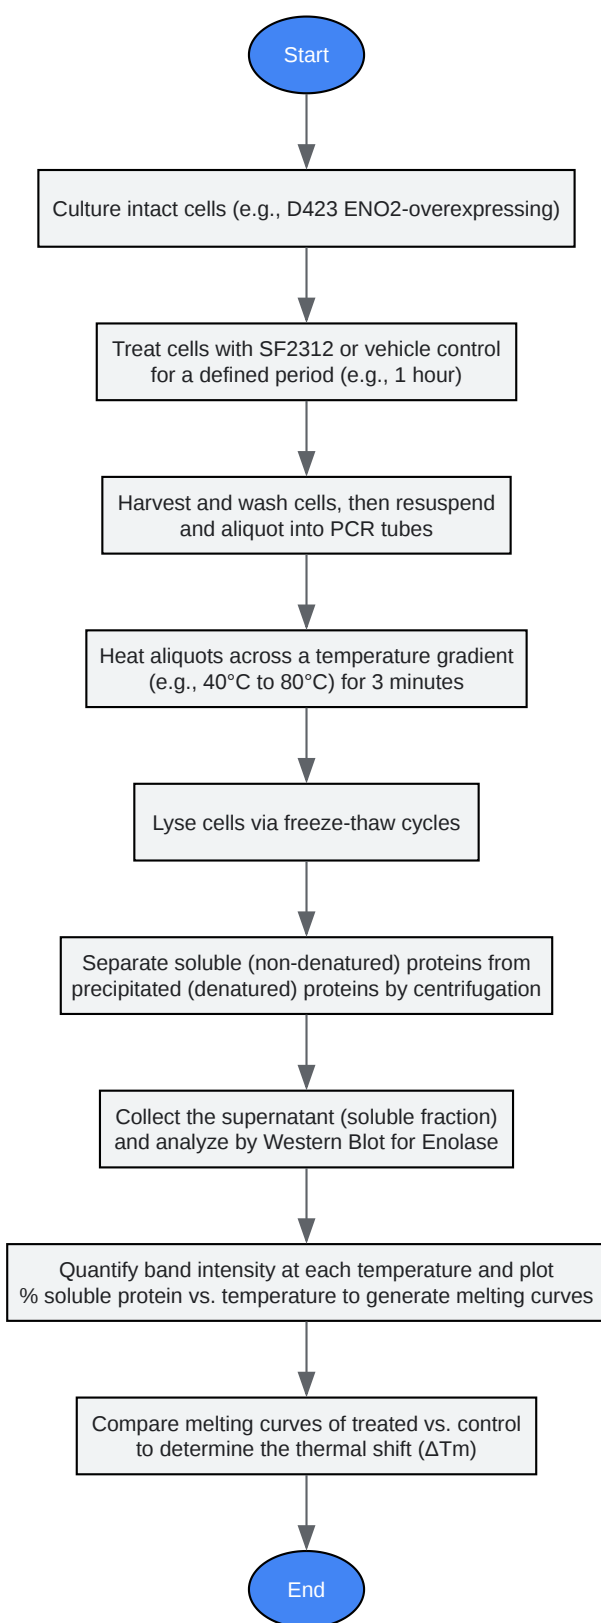 Start
Culture intact cells (e.g., D423 ENO2-overexpressing)
Treat cells with SF2312 or vehicle control
for a defined period (e.g., 1 hour)
Harvest and wash cells, then resuspend
and aliquot into PCR tubes
Heat aliquots across a temperature gradient
(e.g., 40°C to 80°C) for 3 minutes
Lyse cells via freeze-thaw cycles
Separate soluble (non-denatured) proteins from
precipitated (denatured) proteins by centrifugation
Collect the supernatant (soluble fraction)
and analyze by Western Blot for Enolase
Quantify band intensity at each temperature and plot
% soluble protein vs. temperature to generate melting curves
Compare melting curves of treated vs. control
to determine the thermal shift (ΔTm)
End